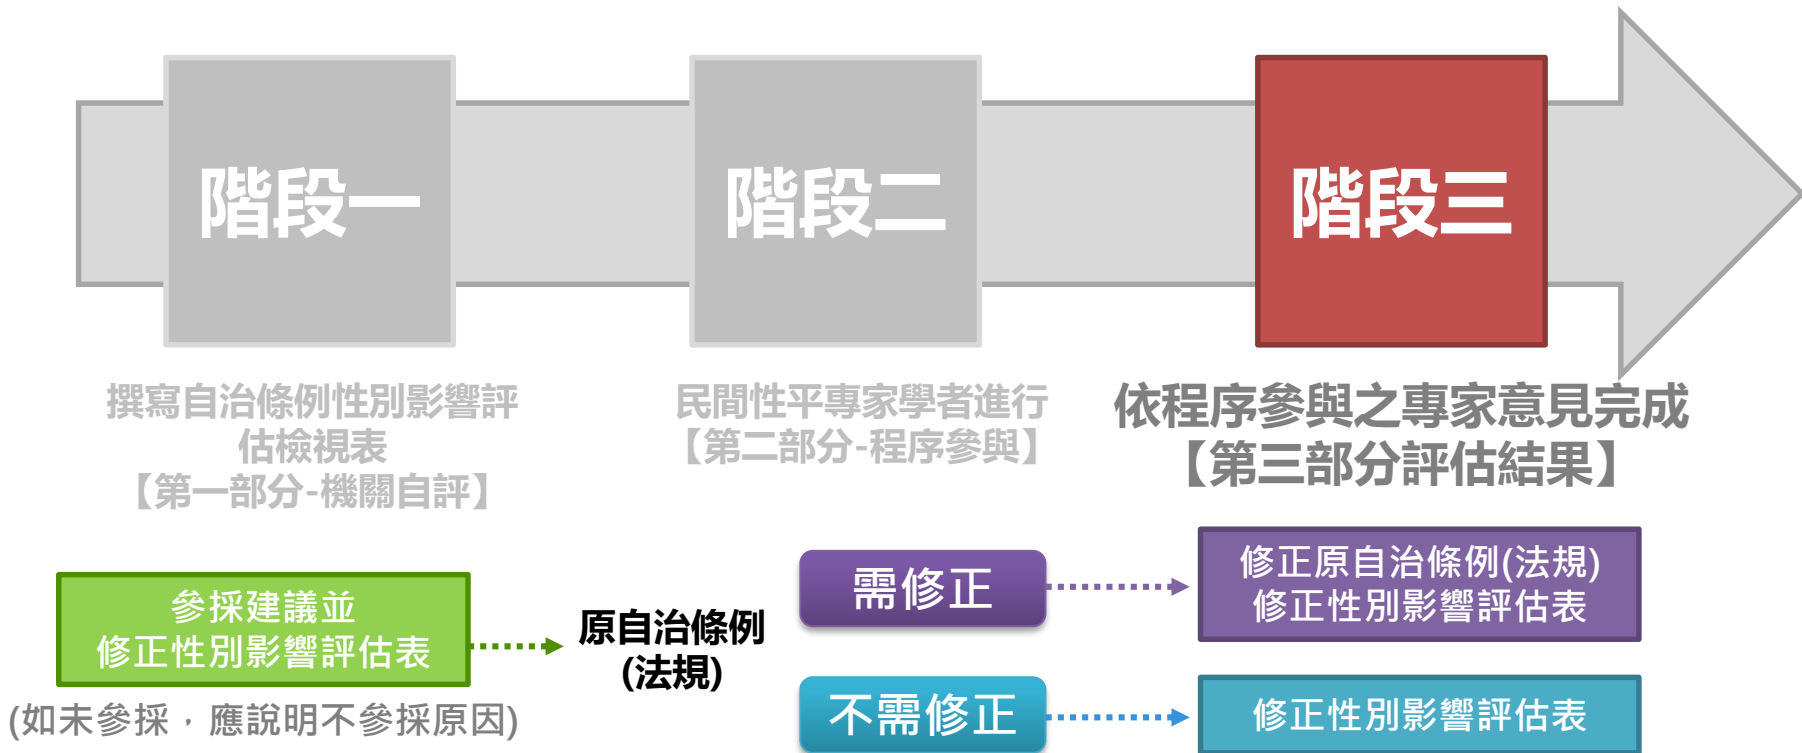 階段一
階段二
階段三
撰寫自治條例性別影響評
估檢視表
【第一部分-機關自評】
民間性平專家學者進行
【第二部分-程序參與】
依程序參與之專家意見完成
【第三部分評估結果】
參採建議並
修正性別影響評估表
(如未參採，應說明不參採原因)
原自治條例
(法規)
需修正
修正原自治條例(法規)
修正性別影響評估表
不需修正
修正性別影響評估表